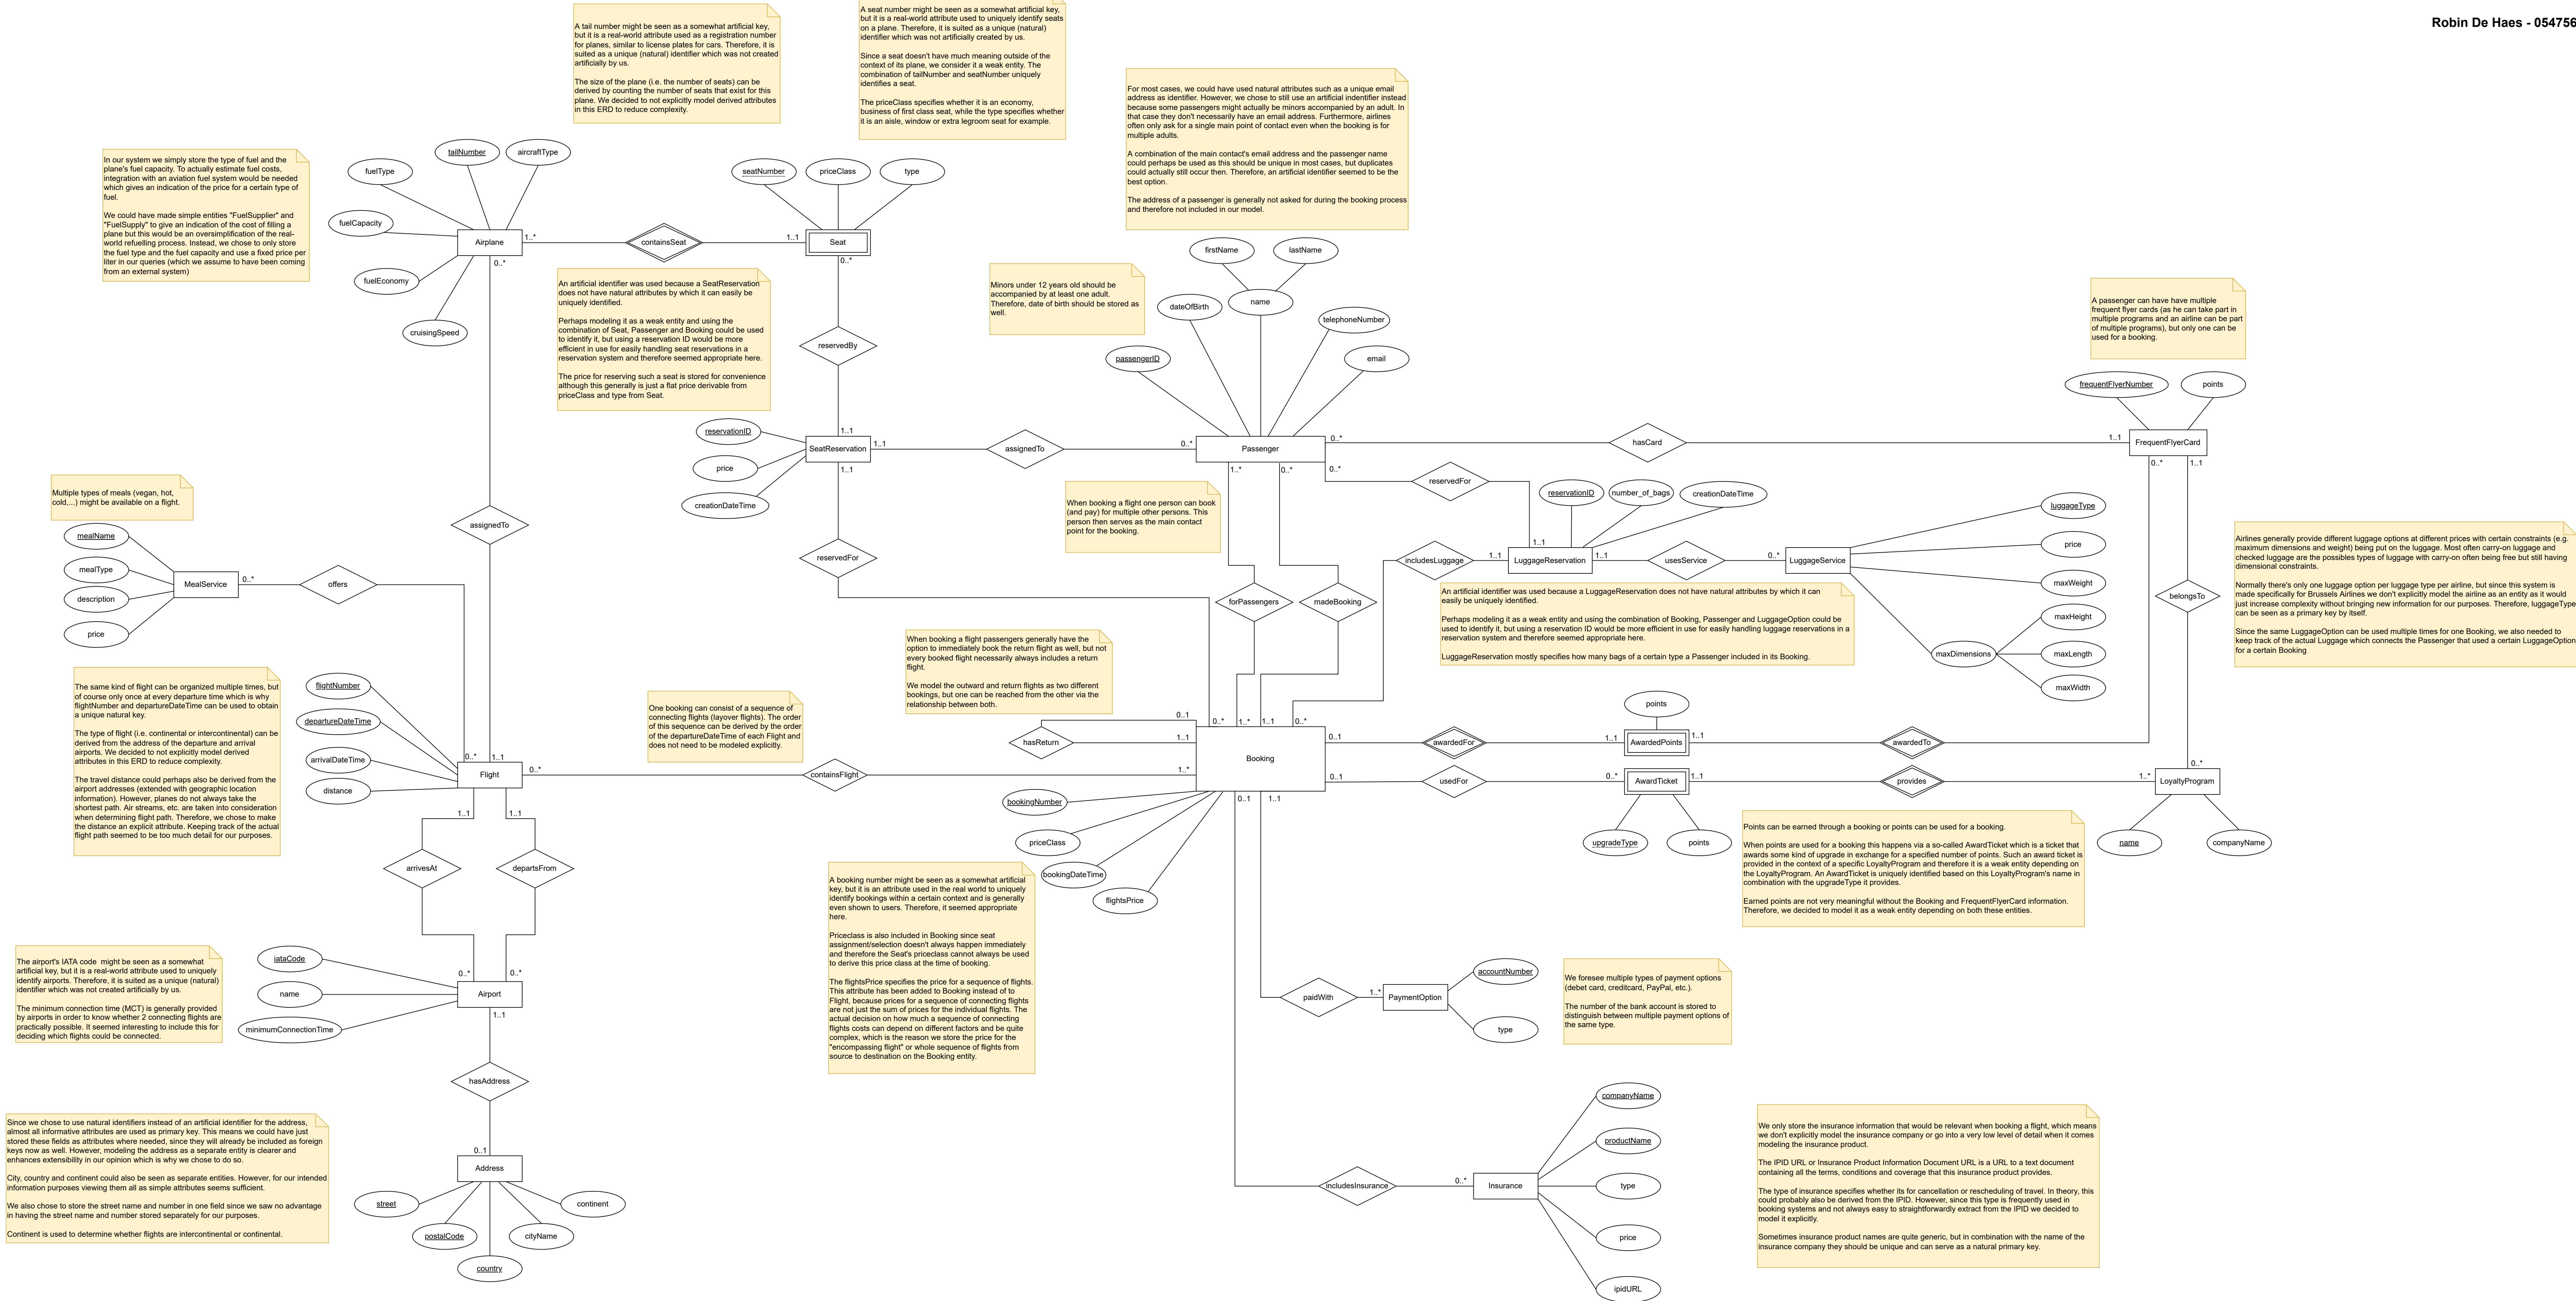 Robin De Haes - 054756
A tail number might be seen as a somewhat artificial key,
but it is a real-world attribute used as a registration number
for planes, similar to license plates for cars. Therefore, it is
suited as a unique (natural) identifier which was not created
artificially by us.
The size of the plane (i.e. the number of seats) can be
derived by counting the number of seats that exist for this
plane. We decided to not explicitly model derived attributes
in this ERD to reduce complexity.
A seat number might be seen as a somewhat artificial key,
but it is a real-world attribute used to uniquely identify seats
on a plane. Therefore, it is suited as a unique (natural)
identifier which was not artificially created by us.
Since a seat doesn't have much meaning outside of the
context of its plane, we consider it a weak entity. The
combination of tailNumber and seatNumber uniquely
identifies a seat.
The priceClass specifies whether it is an economy,
business of first class seat, while the type specifies whether
it is an aisle, window or extra legroom seat for example.
For most cases, we could have used natural attributes such as a unique email
address as identifier. However, we chose to still use an artificial indentifier instead
because some passengers might actually be minors accompanied by an adult. In
that case they don't necessarily have an email address. Furthermore, airlines
often only ask for a single main point of contact even when the booking is for
multiple adults.
A combination of the main contact's email address and the passenger name
could perhaps be used as this should be unique in most cases, but duplicates
could actually still occur then. Therefore, an artificial identifier seemed to be the
best option.
The address of a passenger is generally not asked for during the booking process
and therefore not included in our model.
In our system we simply store the type of fuel and the
plane's fuel capacity. To actually estimate fuel costs,
integration with an aviation fuel system would be needed
which gives an indication of the price for a certain type of
fuel.
We could have made simple entities "FuelSupplier" and
"FuelSupply" to give an indication of the cost of filling a
plane but this would be an oversimplification of the real-
world refuelling process. Instead, we chose to only store
the fuel type and the fuel capacity and use a fixed price per
liter in our queries (which we assume to have been coming
from an external system)
tailNumber
aircraftType
fuelType
fuelCapacity
fuelEconomy
cruisingSpeed
Airplane
1..*
containsSeat
1..1
Seat
seatNumber
priceClass
type
0..*
0..*
An artificial identifier was used because a SeatReservation
does not have natural attributes by which it can easily be
uniquely identified.
Perhaps modeling it as a weak entity and using the
combination of Seat, Passenger and Booking could be used
to identify it, but using a reservation ID would be more
efficient in use for easily handling seat reservations in a
reservation system and therefore seemed appropriate here.
The price for reserving such a seat is stored for convenience
although this generally is just a flat price derivable from
priceClass and type from Seat.
reservedBy
Minors under 12 years old should be
accompanied by at least one adult.
Therefore, date of birth should be stored as
well.
firstName
lastName
name
dateOfBirth
telephoneNumber
passengerID
email
A passenger can have have multiple
frequent flyer cards (as he can take part in
multiple programs and an airline can be part
of multiple programs), but only one can be
used for a booking.
frequentFlyerNumber
points
reservationID
price
creationDateTime
1..1
SeatReservation
1..1
1..1
assignedTo
0..*
Passenger
0..*
hasCard
1..1
FrequentFlyerCard
1..*
0..*
0..*
0..*
1..1
reservedFor
reservationID
number_of_bags
creationDateTime
Multiple types of meals (vegan, hot,
cold,...) might be available on a flight.
mealName
mealType
description
price
MealService
0..*
offers
assignedTo
reservedFor
When booking a flight one person can book
(and pay) for multiple other persons. This
person then serves as the main contact
point for the booking.
includesLuggage
1..1
1..1
LuggageReservation
1..1
usesService
0..*
LuggageService
luggageType
price
maxWeight
maxHeight
maxDimensions
maxLength
maxWidth
forPassengers
madeBooking
belongsTo
An artificial identifier was used because a LuggageReservation does not have natural attributes by which it can
easily be uniquely identified.
Perhaps modeling it as a weak entity and using the combination of Booking, Passenger and LuggageOption could be
used to identify it, but using a reservation ID would be more efficient in use for easily handling luggage reservations in a
reservation system and therefore seemed appropriate here.
LuggageReservation mostly specifies how many bags of a certain type a Passenger included in its Booking.
Airlines generally provide different luggage options at different prices with certain constraints (e.g.
maximum dimensions and weight) being put on the luggage. Most often carry-on luggage and
checked luggage are the possibles types of luggage with carry-on often being free but still having
dimensional constraints.
Normally there's only one luggage option per luggage type per airline, but since this system is
made specifically for Brussels Airlines we don't explicitly model the airline as an entity as it would
just increase complexity without bringing new information for our purposes. Therefore, luggageType
can be seen as a primary key by itself.
Since the same LuggageOption can be used multiple times for one Booking, we also needed to
keep track of the actual Luggage which connects the Passenger that used a certain LuggageOption
for a certain Booking
When booking a flight passengers generally have the
option to immediately book the return flight as well, but not
every booked flight necessarily always includes a return
flight.
We model the outward and return flights as two different
bookings, but one can be reached from the other via the
relationship between both.
The same kind of flight can be organized multiple times, but
of course only once at every departure time which is why
flightNumber and departureDateTime can be used to obtain
a unique natural key.
The type of flight (i.e. continental or intercontinental) can be
derived from the address of the departure and arrival
airports. We decided to not explicitly model derived
attributes in this ERD to reduce complexity.
The travel distance could perhaps also be derived from the
airport addresses (extended with geographic location
information). However, planes do not always take the
shortest path. Air streams, etc. are taken into consideration
when determining flight path. Therefore, we chose to make
the distance an explicit attribute. Keeping track of the actual
flight path seemed to be too much detail for our purposes.
flightNumber
departureDateTime
arrivalDateTime
distance
0..*
1..1
Flight
0..*
1..1
1..1
One booking can consist of a sequence of
connecting flights (layover flights). The order
of this sequence can be derived by the order
of the departureDateTime of each Flight and
does not need to be modeled explicitly.
containsFlight
1..*
hasReturn
0..1
1..1
0..*
1..*
1..1
0..*
Booking
0..1
awardedFor
1..1
points
AwardedPoints
1..1
awardedTo
0..1
usedFor
0..*
AwardTicket
1..1
provides
1..*
0..*
LoyaltyProgram
upgradeType
points
name
companyName
bookingNumber
priceClass
bookingDateTime
flightsPrice
0..1
1..1
Points can be earned through a booking or points can be used for a booking.
When points are used for a booking this happens via a so-called AwardTicket which is a ticket that
awards some kind of upgrade in exchange for a specified number of points. Such an award ticket is
provided in the context of a specific LoyaltyProgram and therefore it is a weak entity depending on
the LoyaltyProgram. An AwardTicket is uniquely identified based on this LoyaltyProgram's name in
combination with the upgradeType it provides.
Earned points are not very meaningful without the Booking and FrequentFlyerCard information.
Therefore, we decided to model it as a weak entity depending on both these entities.
arrivesAt
departsFrom
A booking number might be seen as a somewhat artificial
key, but it is an attribute used in the real world to uniquely
identify bookings within a certain context and is generally
even shown to users. Therefore, it seemed appropriate
here.
Priceclass is also included in Booking since seat
assignment/selection doesn't always happen immediately
and therefore the Seat's priceclass cannot always be used
to derive this price class at the time of booking.
The flightsPrice specifies the price for a sequence of flights.
This attribute has been added to Booking instead of to
Flight, because prices for a sequence of connecting flights
are not just the sum of prices for the individual flights. The
actual decision on how much a sequence of connecting
flights costs can depend on different factors and be quite
complex, which is the reason we store the price for the
"encompassing flight" or whole sequence of flights from
source to destination on the Booking entity.
The airport's IATA code  might be seen as a somewhat
artificial key, but it is a real-world attribute used to uniquely
identify airports. Therefore, it is suited as a unique (natural)
identifier which was not created artificially by us.
The minimum connection time (MCT) is generally provided
by airports in order to know whether 2 connecting flights are
practically possible. It seemed interesting to include this for
deciding which flights could be connected.
iataCode
name
minimumConnectionTime
0..*
0..*
Airport
1..1
paidWith
1..*
PaymentOption
accountNumber
type
We foresee multiple types of payment options
(debet card, creditcard, PayPal, etc.).
The number of the bank account is stored to
distinguish between multiple payment options of
the same type.
hasAddress
0..1
Address
street
postalCode
country
cityName
continent
Since we chose to use natural identifiers instead of an artificial identifier for the address,
almost all informative attributes are used as primary key. This means we could have just
stored these fields as attributes where needed, since they will already be included as foreign
keys now as well. However, modeling the address as a separate entity is clearer and
enhances extensibility in our opinion which is why we chose to do so.
City, country and continent could also be seen as separate entities. However, for our intended
information purposes viewing them all as simple attributes seems sufficient.
We also chose to store the street name and number in one field since we saw no advantage
in having the street name and number stored separately for our purposes.
Continent is used to determine whether flights are intercontinental or continental.
includesInsurance
0..*
Insurance
companyName
productName
type
price
ipidURL
We only store the insurance information that would be relevant when booking a flight, which means
we don't explicitly model the insurance company or go into a very low level of detail when it comes
modeling the insurance product.
The IPID URL or Insurance Product Information Document URL is a URL to a text document
containing all the terms, conditions and coverage that this insurance product provides.
The type of insurance specifies whether its for cancellation or rescheduling of travel. In theory, this
could probably also be derived from the IPID. However, since this type is frequently used in
booking systems and not always easy to straightforwardly extract from the IPID we decided to
model it explicitly.
Sometimes insurance product names are quite generic, but in combination with the name of the
insurance company they should be unique and can serve as a natural primary key.